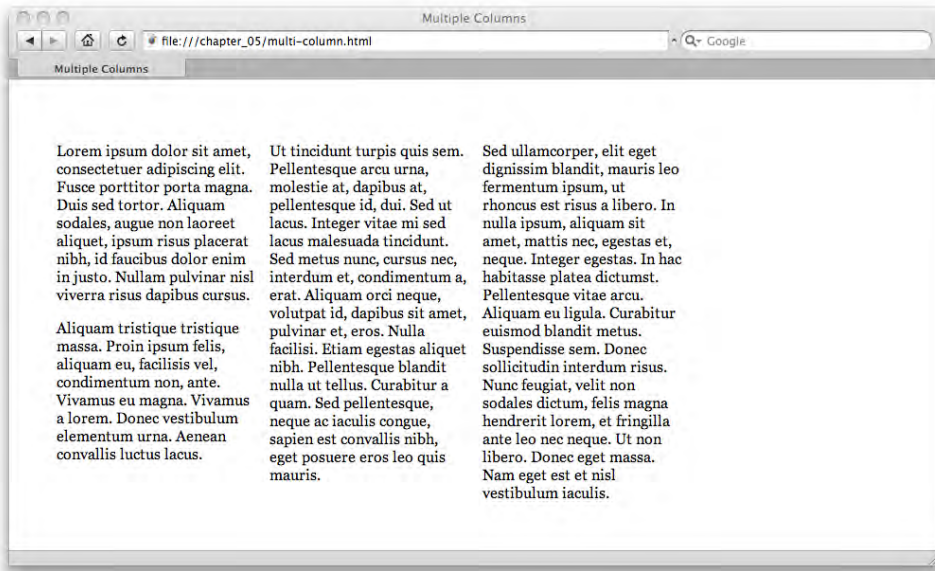 Multiple Columns
file:///chapter_05/multi-column.html
Google
Multiple Columns
Lorem ipsum dolor sit amet,
consectetuer adipiscing elit.
Fusce porttitor porta magna.
Duis sed tortor. Aliquam
sodales, augue non laoreet
aliquet, ipsum risus placerat
nibh, id faucibus dolor enim
in justo. Nullam pulvinar nisl
viverra risus dapibus cursus.
Aliquam tristique tristique
massa. Proin ipsum felis,
aliquam eu, facilisis vel,
condimentum non, ante.
Vivamus eu magna. Vivamus
a lorem. Donec vestibulum
elementum urna. Aenean
convallis luctus lacus.
Ut tincidunt turpis quis sem.
Pellentesque arcu urna,
molestie at, dapibus at,
pellentesque id, dui. Sed ut
lacus. Integer vitae mi sed
lacus malesuada tincidunt.
Sed metus nunc, cursus nec,
interdum et, condimentum a,
erat. Aliquam orci neque,
volutpat id, dapibus sit amet,
pulvinar et, eros. Nulla
facilisi. Etiam egestas aliquet
nibh. Pellentesque blandit
nulla ut tellus. Curabitur a
quam. Sed pellentesque,
neque ac iaculis congue,
sapien est convallis nibh,
eget posuere eros leo quis
mauris.
Sed ullamcorper, elit eget
dignissim blandit, mauris leo
fermentum ipsum, ut
rhoncus est risus a libero. In
nulla ipsum, aliquam sit
amet, mattis nec, egestas et,
neque. Integer egestas. In hac
habitasse platea dictumst.
Pellentesque vitae arcu.
Aliquam eu ligula. Curabitur
euismod blandit metus.
Suspendisse sem. Donec
sollicitudin interdum risus.
Nunc feugiat, velit non
sodales dictum, felis magna
hendrerit lorem, et fringilla
ante leo nec neque. Ut non
libero. Donec eget massa.
Nam eget est et nisl
vestibulum iaculis.